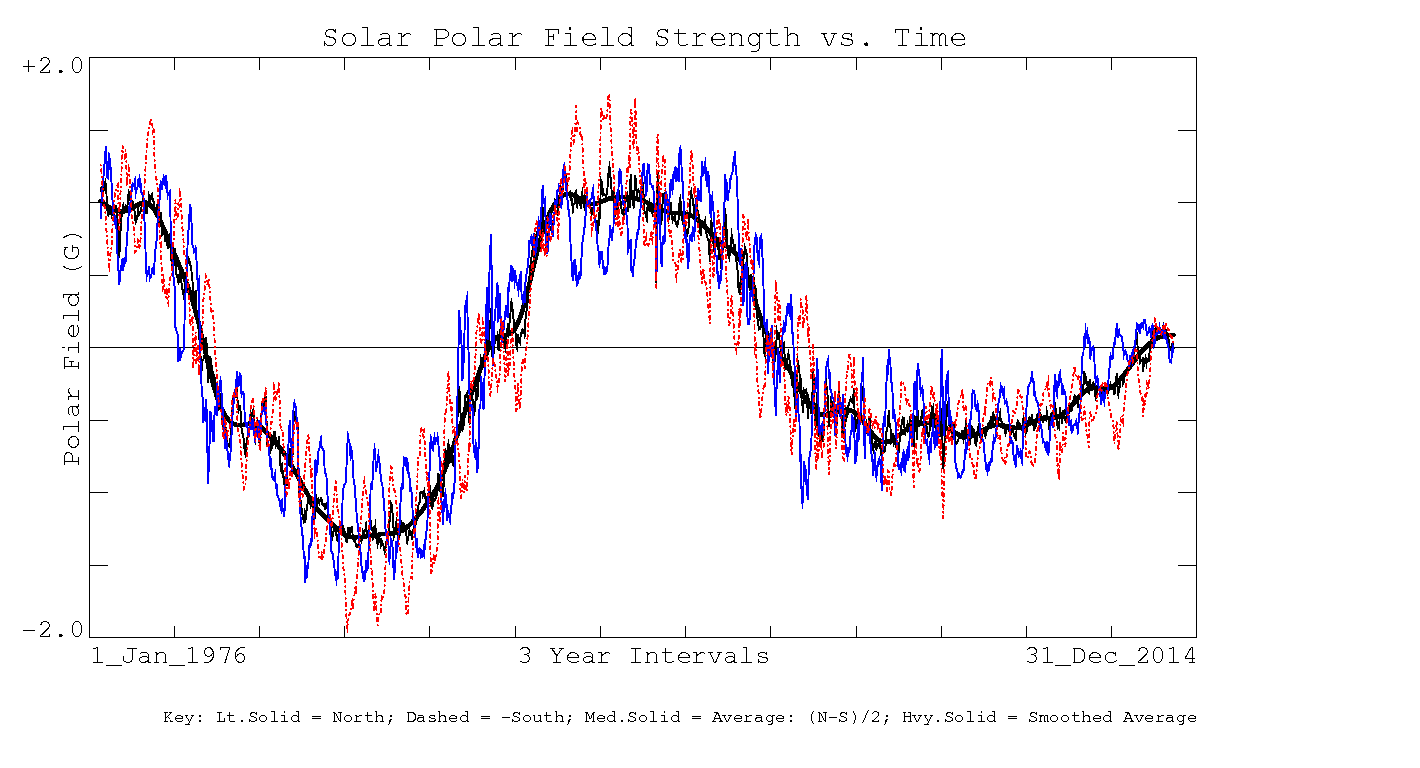 Solar Polar Field Strength vs. Time
+2.0
Polar Field (G)
-2.0
1_Jan_1976 3 Year Intervals 31_Dec_2014
Key: Lt.Solid = North; Dashed = -South; Med.Solid = Average: (N-S)/2; Hvy.Solid = Smoothed Average